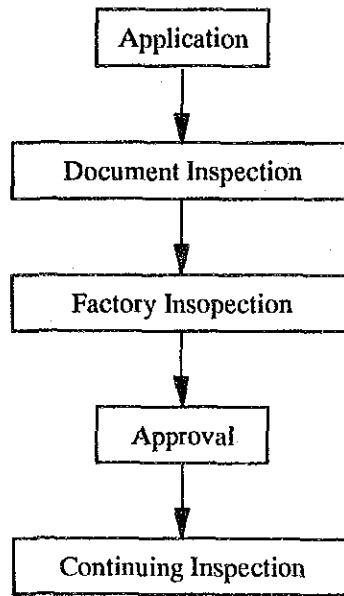 Application
Document Inspection
Factory Insopection
Approval
Continuing Inspection